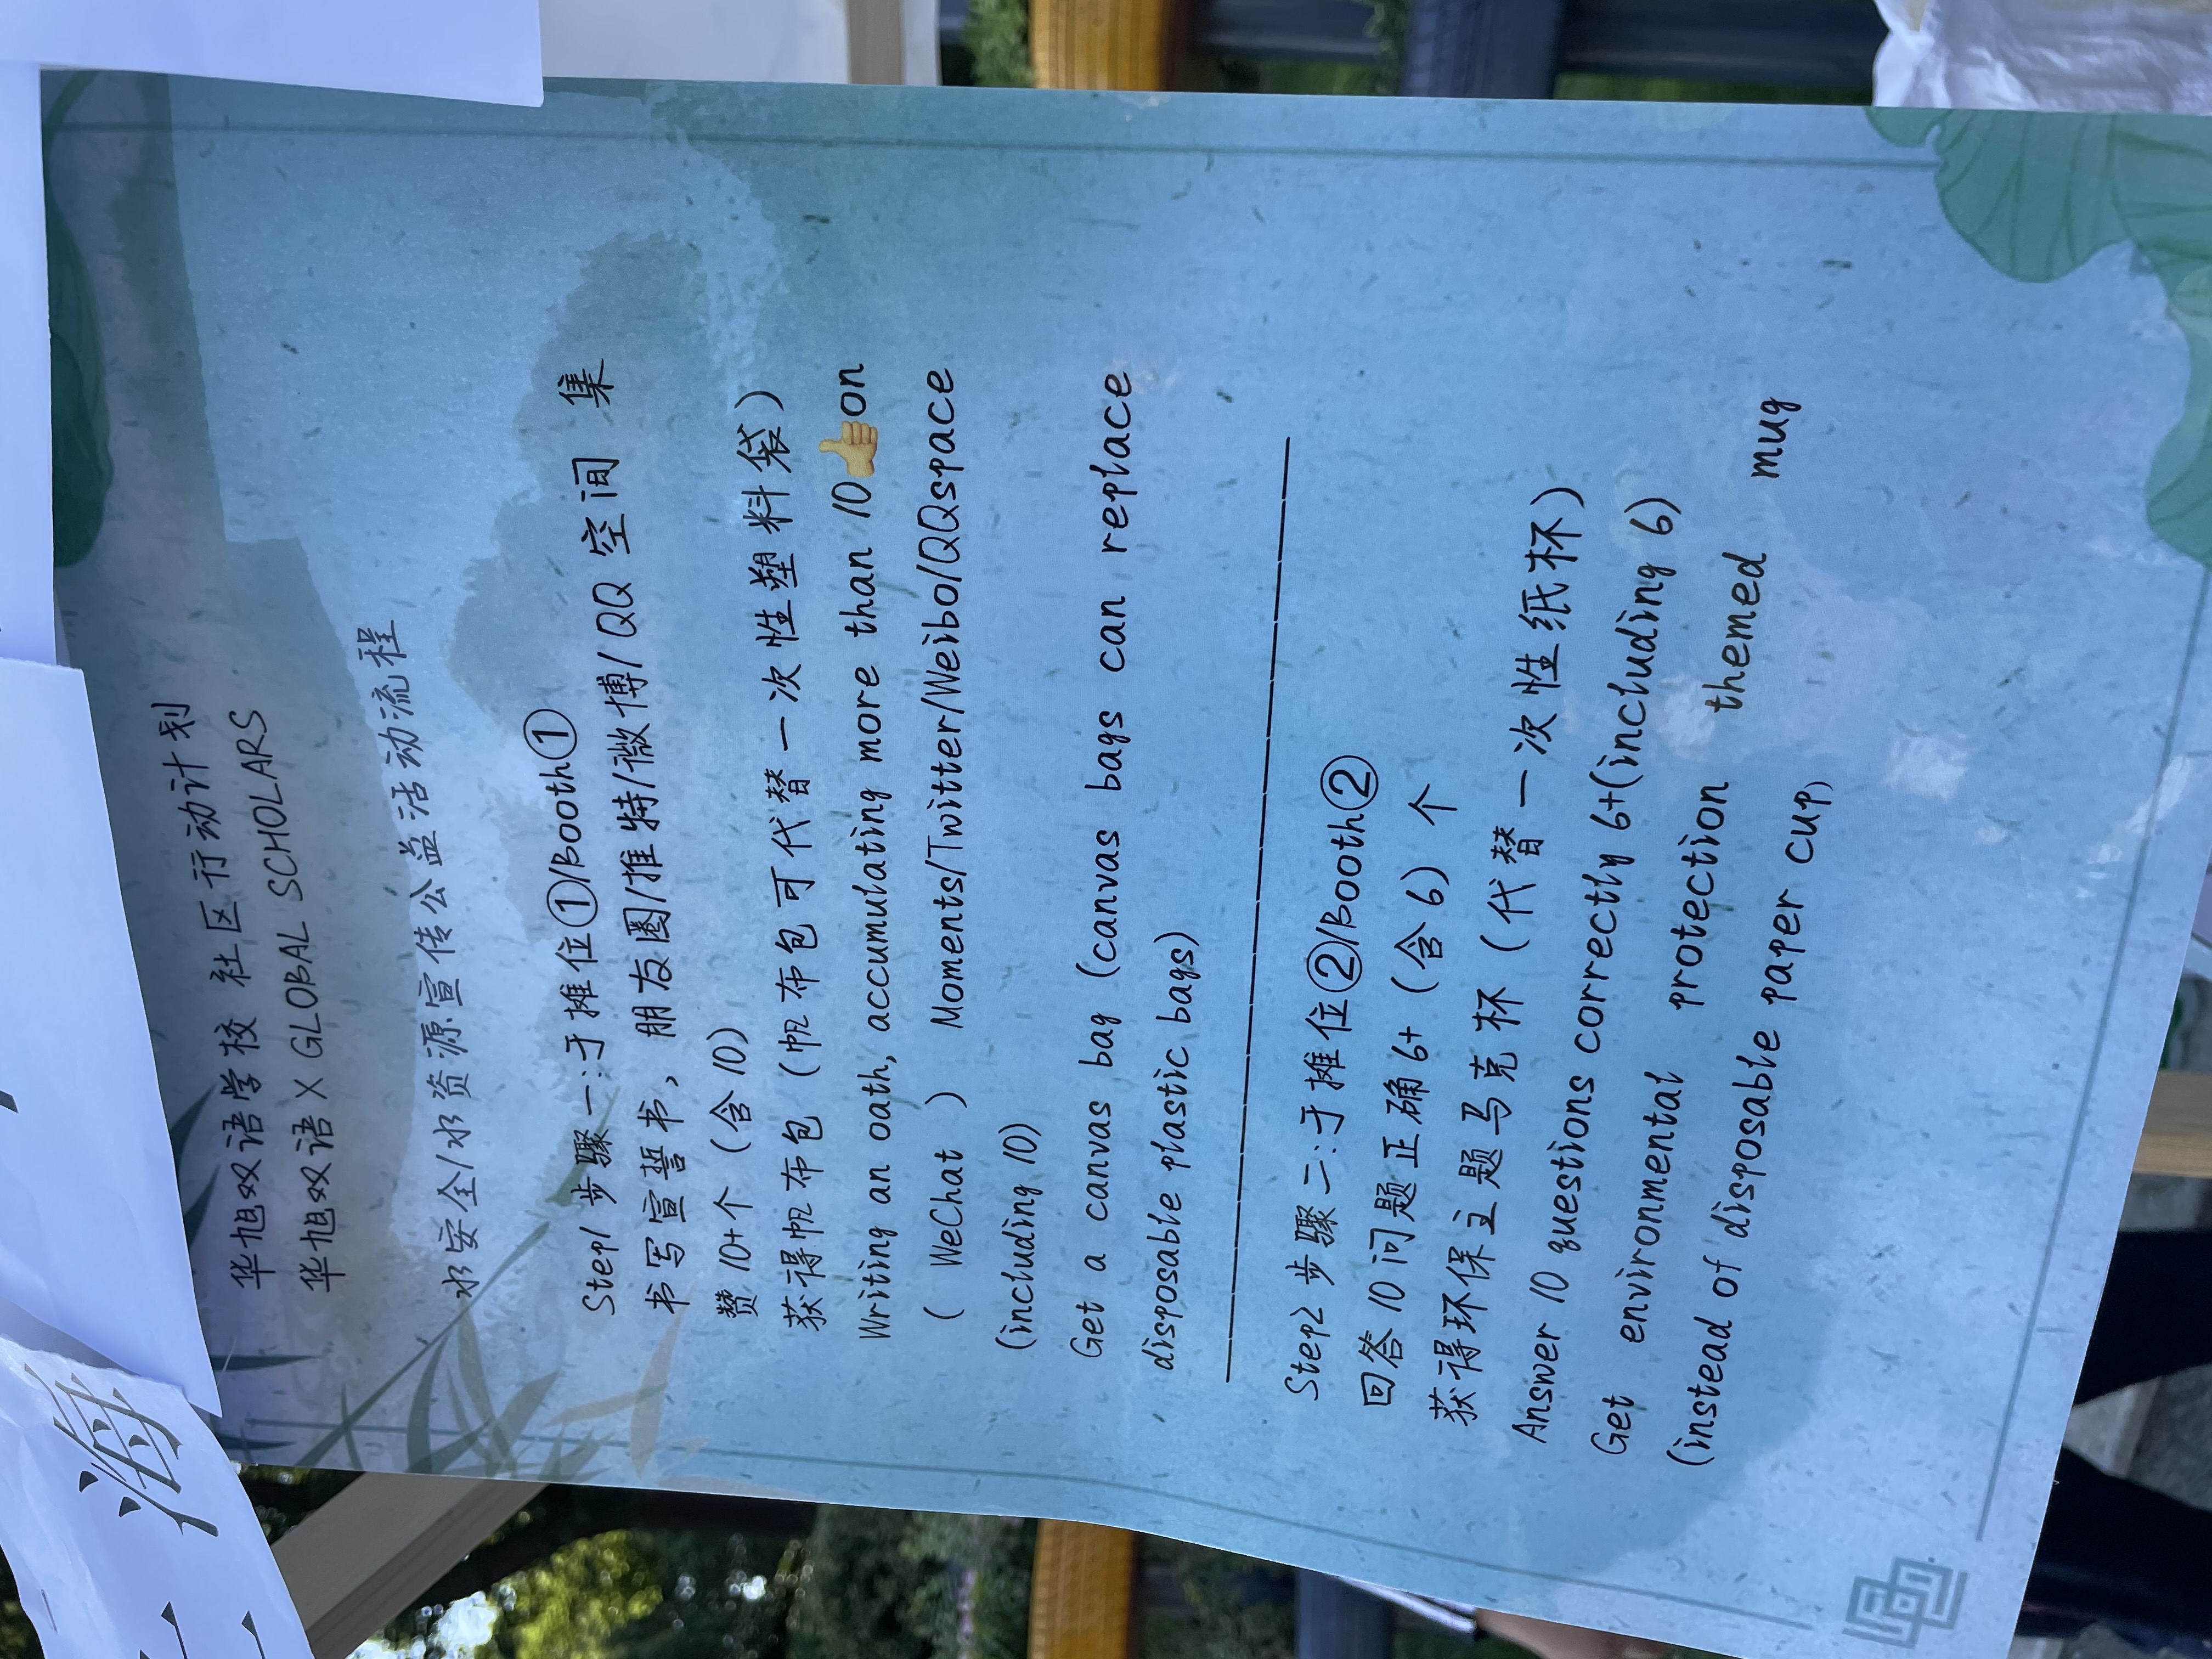 上海
华旭双语学校 社区行动计划
华旭双语 X GLOBAL SCHOLARS
水安全/水资源宣传公益活动流程
Step1 步骤一:于摊位①/Booth①
书写宣誓书，朋友圈/推特/微博/QQ 空间 集
赞 10+个（含 10）
获得帆布包（帆布包可代替一次性塑料袋）
Writing an oath, accumulating more than 10👍on
（ WeChat ） Moments/Twitter/Weibo/QQspace
(including 10)
Get a canvas bag (canvas bags can replace
disposable plastic bags)
——————————————————
Step2 步骤二:于摊位②/Booth②
回答 10 问题正确 6+（含 6）个
获得环保主题马克杯（代替一次性纸杯）
Answer 10 questions correctly 6+(including 6)
Get environmental protection themed mug
(instead of disposable paper cup)